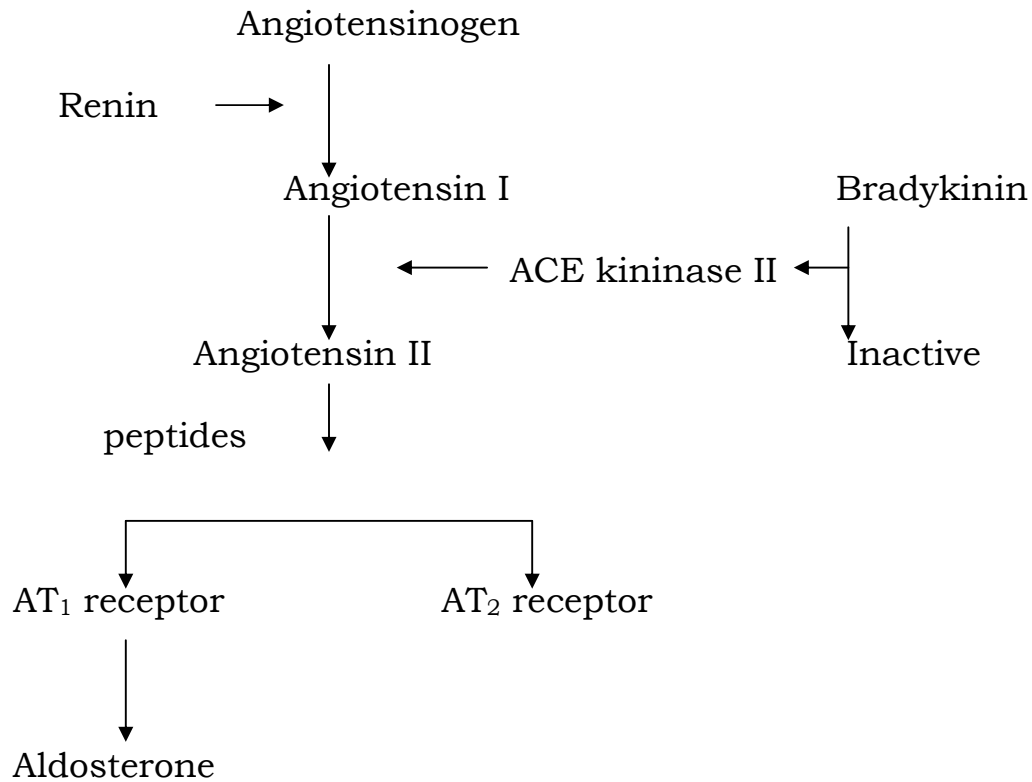 Angiotensinogen
Renin
Angiotensin I Bradykinin
ACE kininase II
Angiotensin II Inactive
peptides
AT₁ receptor AT₂ receptor
Aldosterone